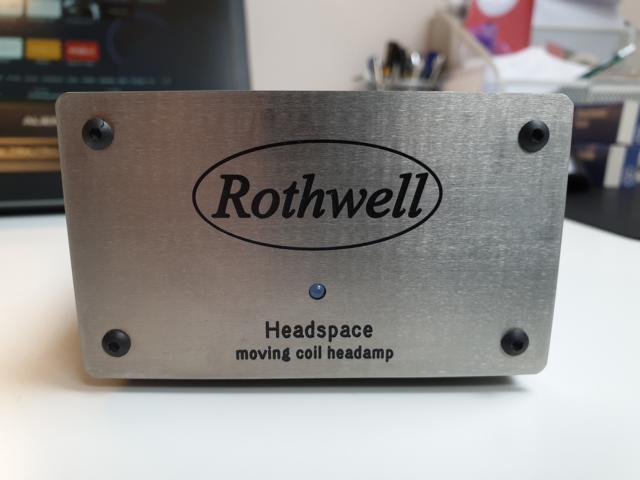 Rothwell
Headspace
moving coil headamp